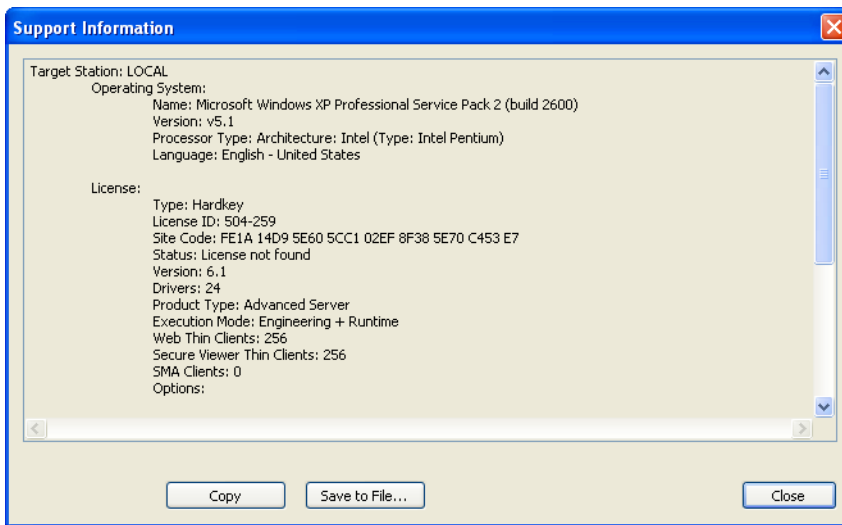 Support Information
Target Station: LOCAL
Operating System:
Name: Microsoft Windows XP Professional Service Pack 2 (build 2600)
Version: v5.1
Processor Type: Architecture: Intel (Type: Intel Pentium)
Language: English - United States
License:
Type: Hardkey
License ID: 504-259
Site Code: FE1A 14D9 5E60 5CC1 02EF 8F38 5E70 C453 E7
Status: License not found
Version: 6.1
Drivers: 24
Product Type: Advanced Server
Execution Mode: Engineering + Runtime
Web Thin Clients: 256
Secure Viewer Thin Clients: 256
SMA Clients: 0
Options:
Copy Save to File... Close